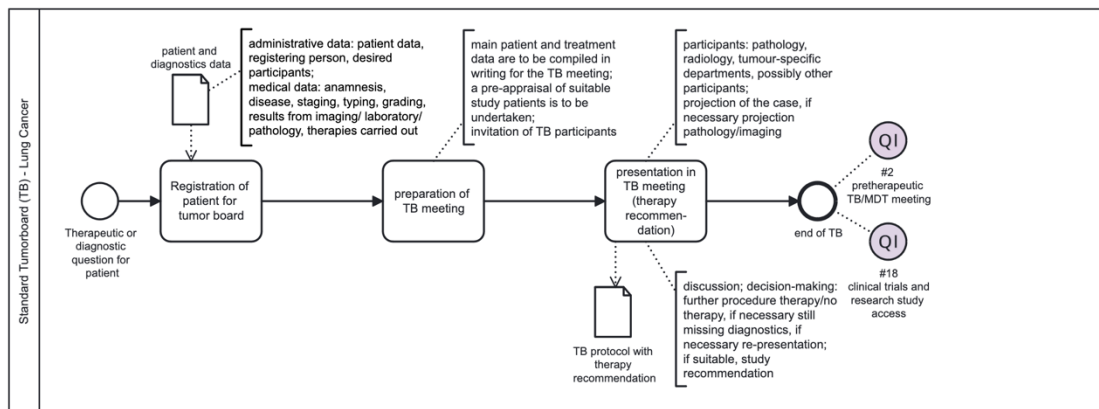 Standard Tumorboard (TB) - Lung Cancer
Therapeutic or
diagnostic
question for
patient
patient and
diagnostics data
administrative data: patient data,
registering person, desired
participants;
medical data: anamnesis,
disease, staging, typing, grading,
results from imaging/ laboratory/
pathology, therapies carried out
Registration of
patient for
tumor board
main patient and treatment
data are to be compiled in
writing for the TB meeting;
a pre-appraisal of suitable
study patients is to be
undertaken;
invitation of TB participants
preparation of
TB meeting
participants: pathology,
radiology, tumour-specific
departments, possibly other
participants;
projection of the case, if
necessary projection
pathology/imaging
presentation in
TB meeting
(therapy
recommen-
dation)
TB protocol with
therapy
recommendation
discussion; decision-making:
further procedure therapy/no
therapy, if necessary still
missing diagnostics, if
necessary re-presentation;
if suitable, study
recommendation
end of TB
QI
#2
pretherapeutic
TB/MDT meeting
QI
#18
clinical trials and
research study
access